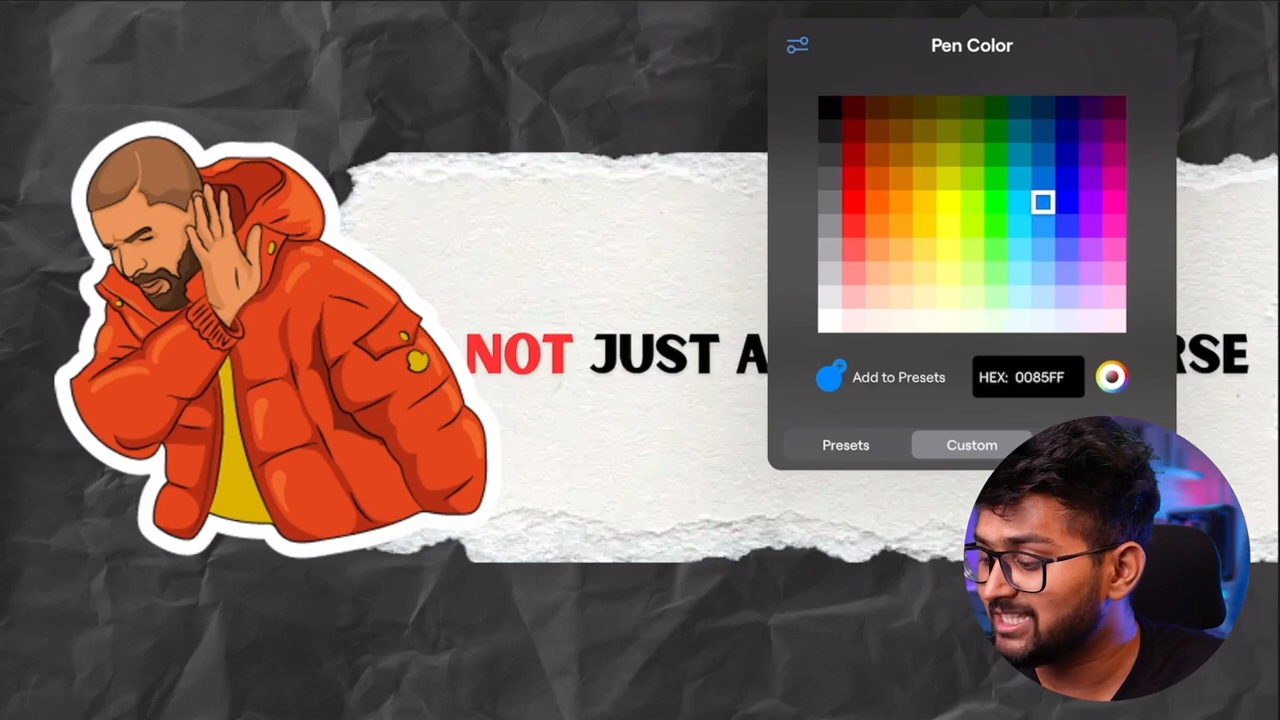 Pen Color
NOT JUST A RSE
Add to Presets
HEX: 0085FF
Presets
Custom